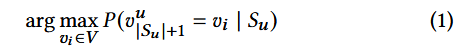 arg max P(v^u_{|S_u|+1} = v_i | S_u) (1)
v_i∈V